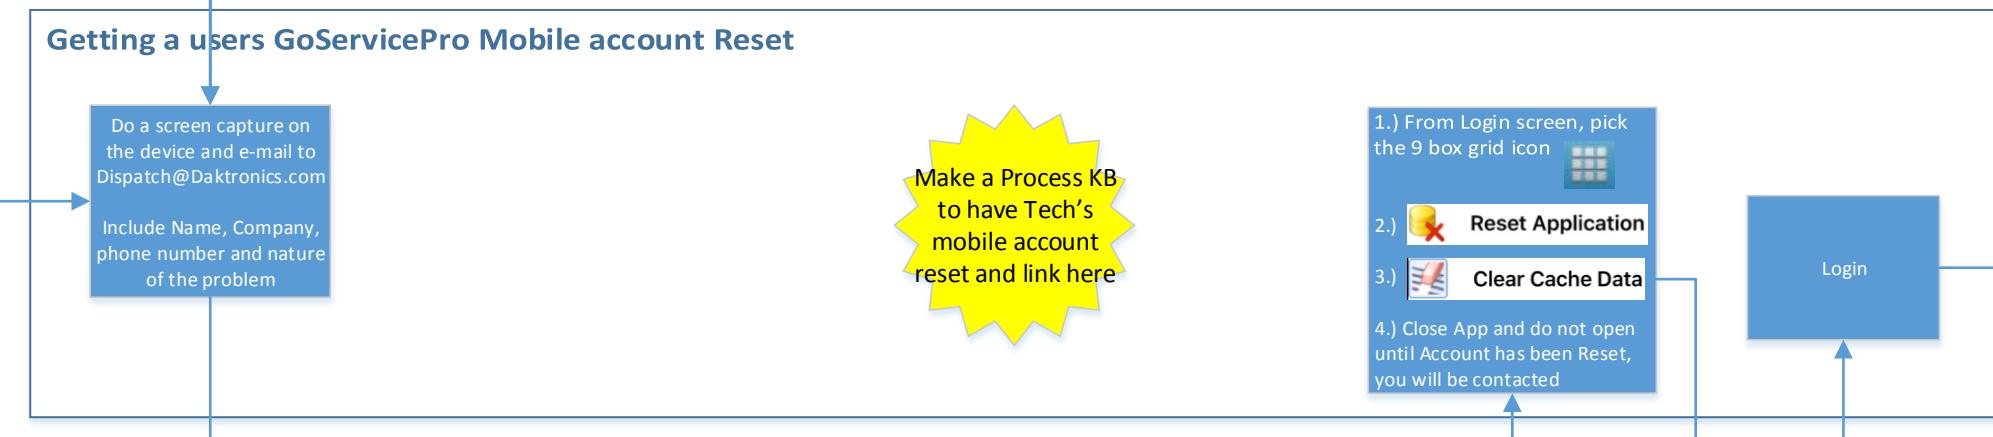 Getting a users GoServicePro Mobile account Reset
Do a screen capture on
the device and e-mail to
Dispatch@Daktronics.com
Include Name, Company,
phone number and nature
of the problem
Make a Process KB
to have Tech’s
mobile account
reset and link here
1.) From Login screen, pick
the 9 box grid icon
2.) Reset Application
3.) Clear Cache Data
4.) Close App and do not open
until Account has been Reset,
you will be contacted
Login